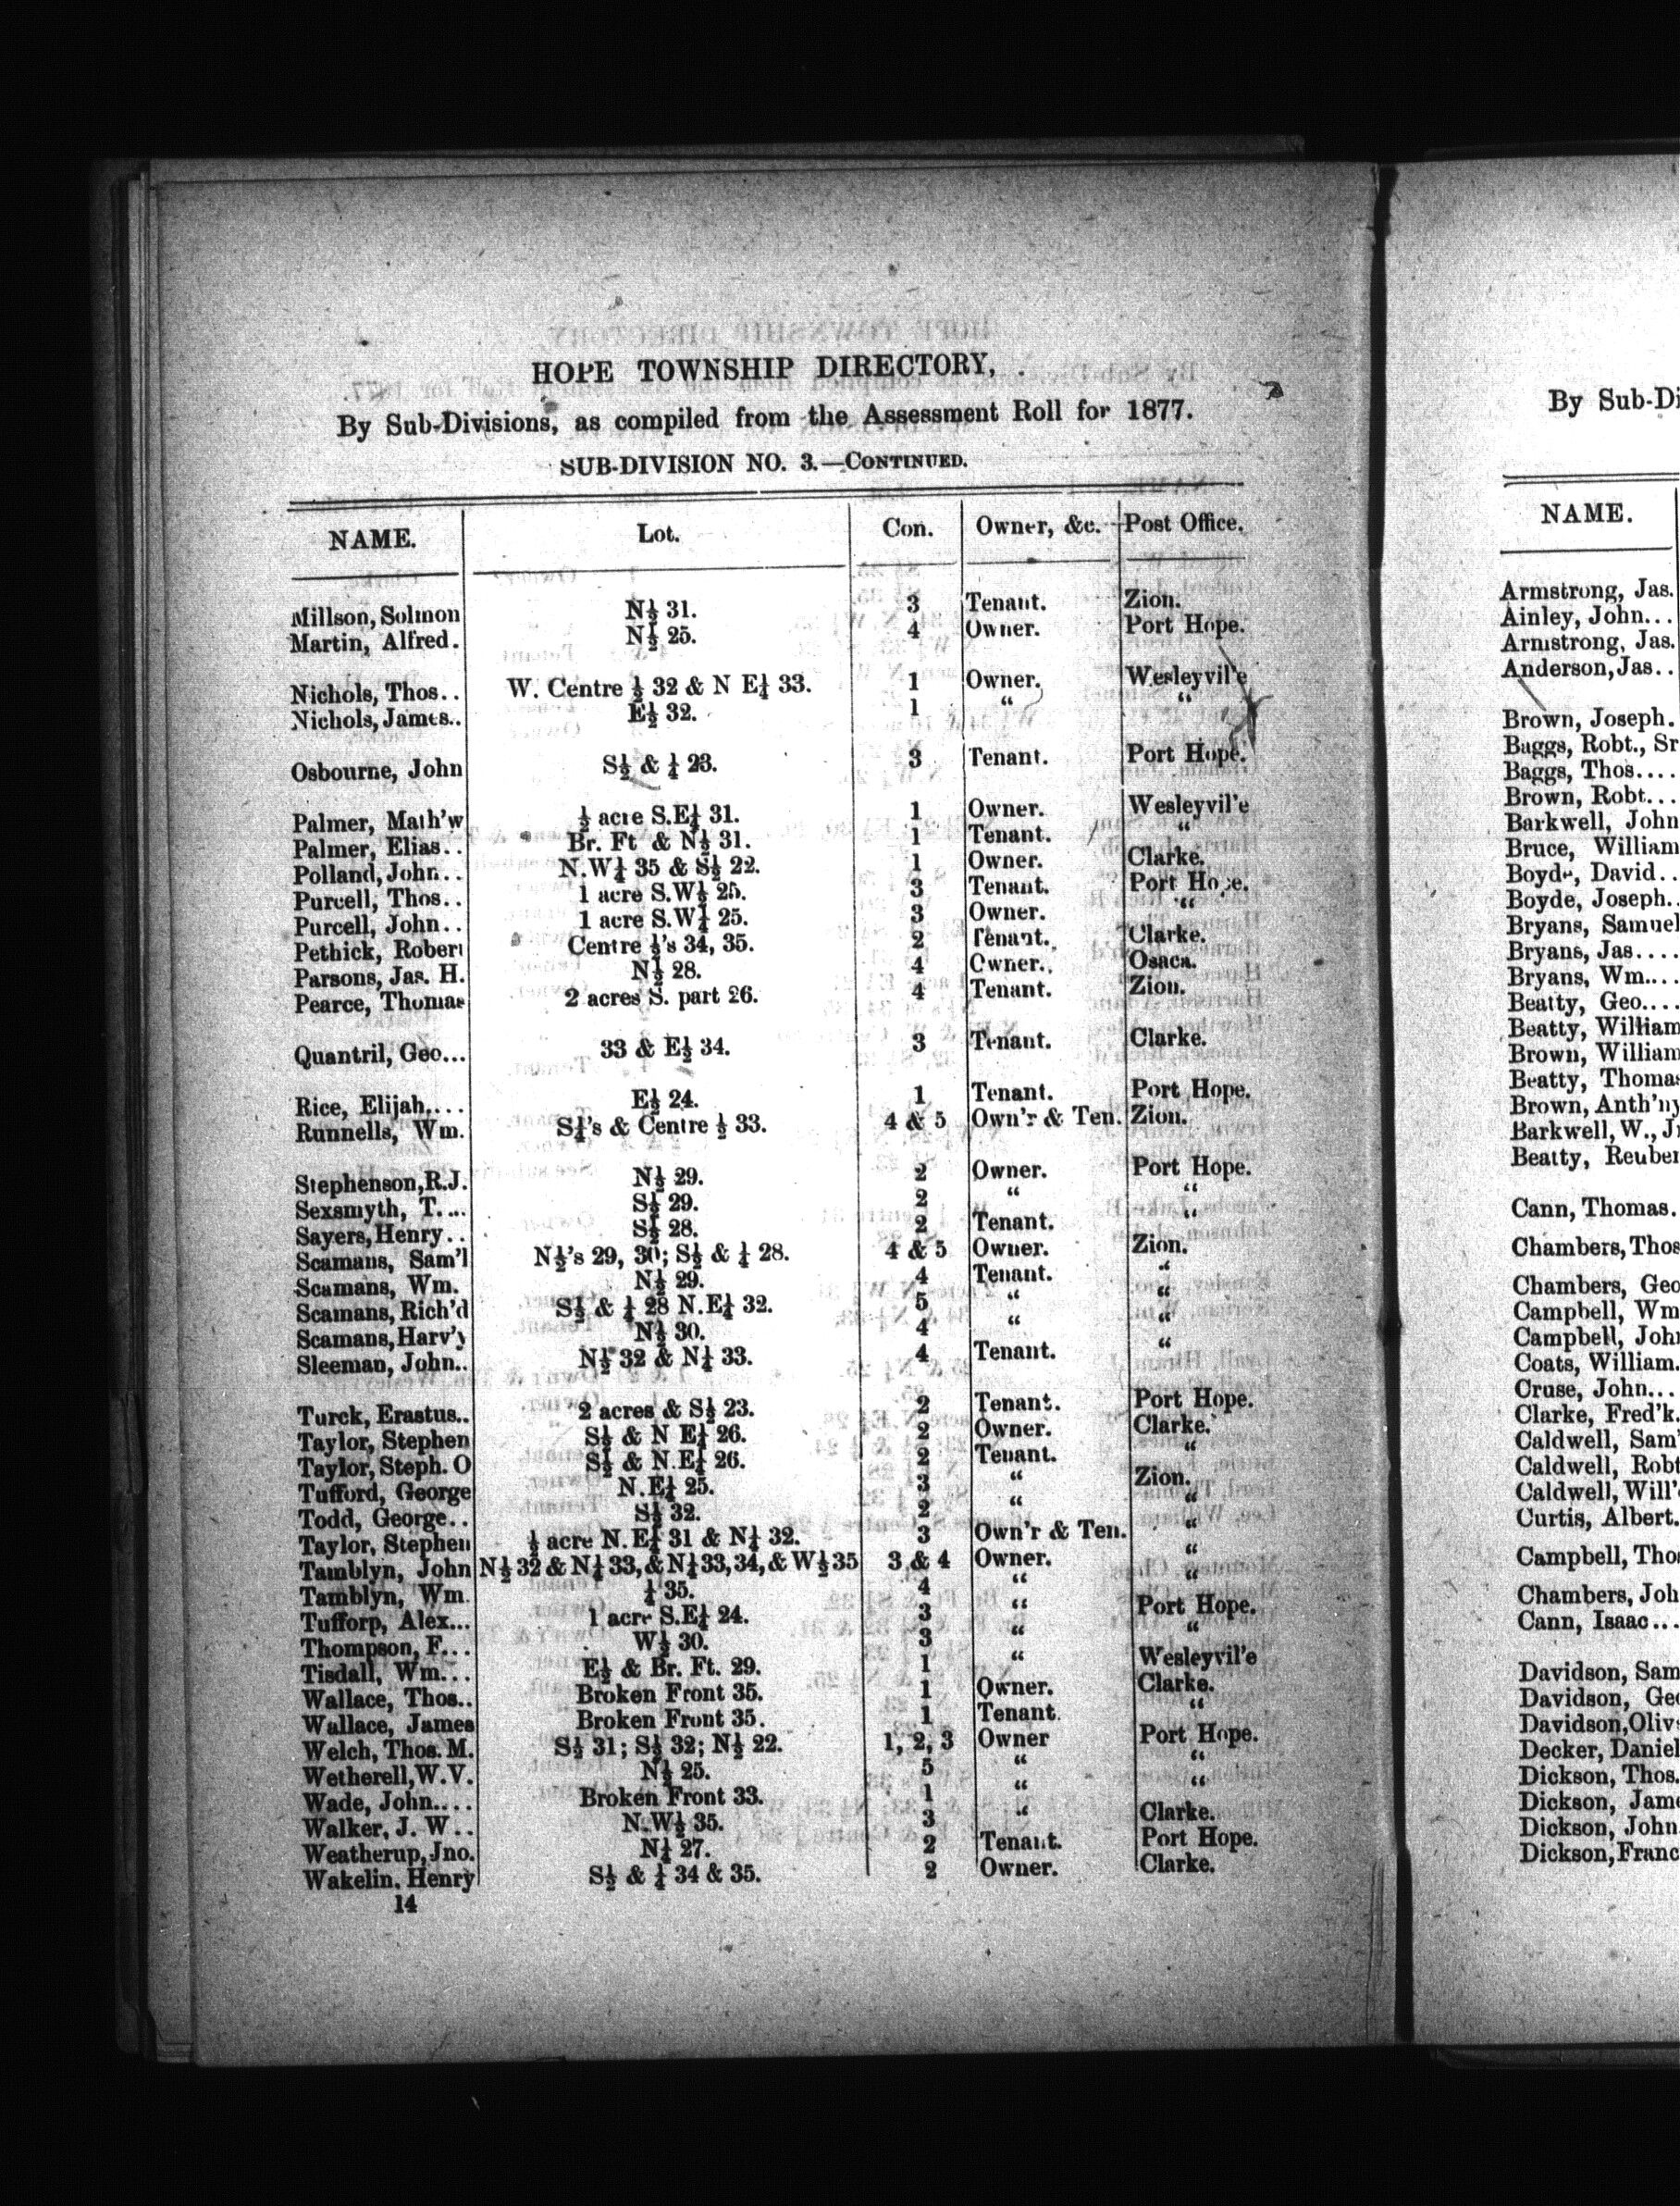 HOPE TOWNSHIP DIRECTORY,
By Sub-Divisions, as compiled from the Assessment Roll for 1877.
SUB-DIVISION NO. 3.—CONTINUED.
NAME. Lot. Con. Owner, &c. Post Office.
Millson, Solmon N½ 31. 3 Tenant. Zion.
Martin, Alfred. N½ 25. 4 Owner. Port Hope.
Nichols, Thos.. W. Centre ½ 32 & N E¼ 33. 1 Owner. Wesleyvil'e
Nichols, James.. E½ 32. 1 “ “
Osbourne, John S½ & ¼ 23. 3 Tenant. Port Hope.
Palmer, Math'w ½ acre S.E¼ 31. 1 Owner. Wesleyvil'e
Palmer, Elias.. Br. Ft & N½ 31. 1 Tenant. “
Polland, John.. N.W¼ 35 & S½ 22. 1 Owner. Clarke.
Purcell, Thos.. 1 acre S.W½ 25. 3 Tenant. Port Hope.
Purcell, John.. 1 acre S.W¼ 25. 3 Owner. “
Pethick, Robert Centre ½'s 34, 35. 2 Tenant. Clarke.
Parsons, Jas. H. N½ 28. 4 Owner. Osaca.
Pearce, Thomas 2 acres S. part 26. 4 Tenant. Zion.
Quantril, Geo... 33 & E½ 34. 3 Tenant. Clarke.
Rice, Elijah.... E½ 24. 1 Tenant. Port Hope.
Runnells, Wm. S¼'s & Centre ½ 33. 4 & 5 Own'r & Ten. Zion.
Stephenson,R.J. N½ 29. 2 Owner. Port Hope.
Sexsmyth, T.... S½ 29. 2 “ “
Sayers, Henry.. S½ 28. 2 Tenant. “
Scamans, Sam'l N½'s 29, 30; S½ & ¼ 28. 4 & 5 Owner. Zion.
Scamans, Wm. N½ 29. 4 Tenant. “
Scamans, Rich'd S½ & ¼ 28 N.E¼ 32. 5 “ “
Scamans, Harv'y N½ 30. 4 “ “
Sleeman, John.. N½ 32 & N¼ 33. 4 Tenant. “
Turck, Erastus.. 2 acres & S½ 23. 2 Tenant. Port Hope.
Taylor, Stephen S½ & N E¼ 26. 2 Owner. Clarke.
Taylor, Steph. O S½ & N.E¼ 26. 2 Tenant. “
Tufford, George N.E¼ 25. 3 “ Zion.
Todd, George.. S½ 32. 2 “ “
Taylor, Stephen ½ acre N.E¼ 31 & N¼ 32. 3 Own'r & Ten. “
Tamblyn, John N½ 32 & N¼ 33, & N¼ 33, 34, & W½ 35 3 & 4 Owner. “
Tamblyn, Wm. ¼ 35. 4 “ “
Tufforp, Alex... 1 acre S.E¼ 24. 3 “ Port Hope.
Thompson, F... W½ 30. 3 “ “
Tisdall, Wm... E½ & Br. Ft. 29. 1 “ Wesleyvil'e
Wallace, Thos.. Broken Front 35. 1 Owner. Clarke.
Wallace, James Broken Front 35. 1 Tenant. “
Welch, Thos. M. S½ 31; S½ 32; N½ 22. 1, 2, 3 Owner Port Hope.
Wetherell, W.V. N½ 25. 5 “ “
Wade, John.... Broken Front 33. 1 “ “
Walker, J. W.. N.W½ 35. 3 “ Clarke.
Weatherup, Jno. N½ 27. 2 Tenant. Port Hope.
Wakelin, Henry S½ & ¼ 34 & 35. 2 Owner. Clarke.
14
By Sub-Di
NAME.
Armstrong, Jas.
Ainley, John...
Armstrong, Jas.
Anderson, Jas..
Brown, Joseph.
Baggs, Robt., Sr
Baggs, Thos....
Brown, Robt...
Barkwell, John
Bruce, William
Boyde, David..
Boyde, Joseph.
Bryans, Samuel
Bryans, Jas....
Bryans, Wm....
Beatty, Geo....
Beatty, William
Brown, William
Beatty, Thomas
Brown, Anth'ny
Barkwell, W., J
Beatty, Reuben
Cann, Thomas.
Chambers, Thos
Chambers, Geo
Campbell, Wm
Campbell, John
Coats, William.
Cruse, John...
Clarke, Fred'k.
Caldwell, Sam'
Caldwell, Robt
Caldwell, Will'
Curtis, Albert.
Campbell, Tho
Chambers, Joh
Cann, Isaac...
Davidson, Sam
Davidson, Geo
Davidson, Oliv
Decker, Daniel
Dickson, Thos.
Dickson, Jame
Dickson, John
Dickson, Franc